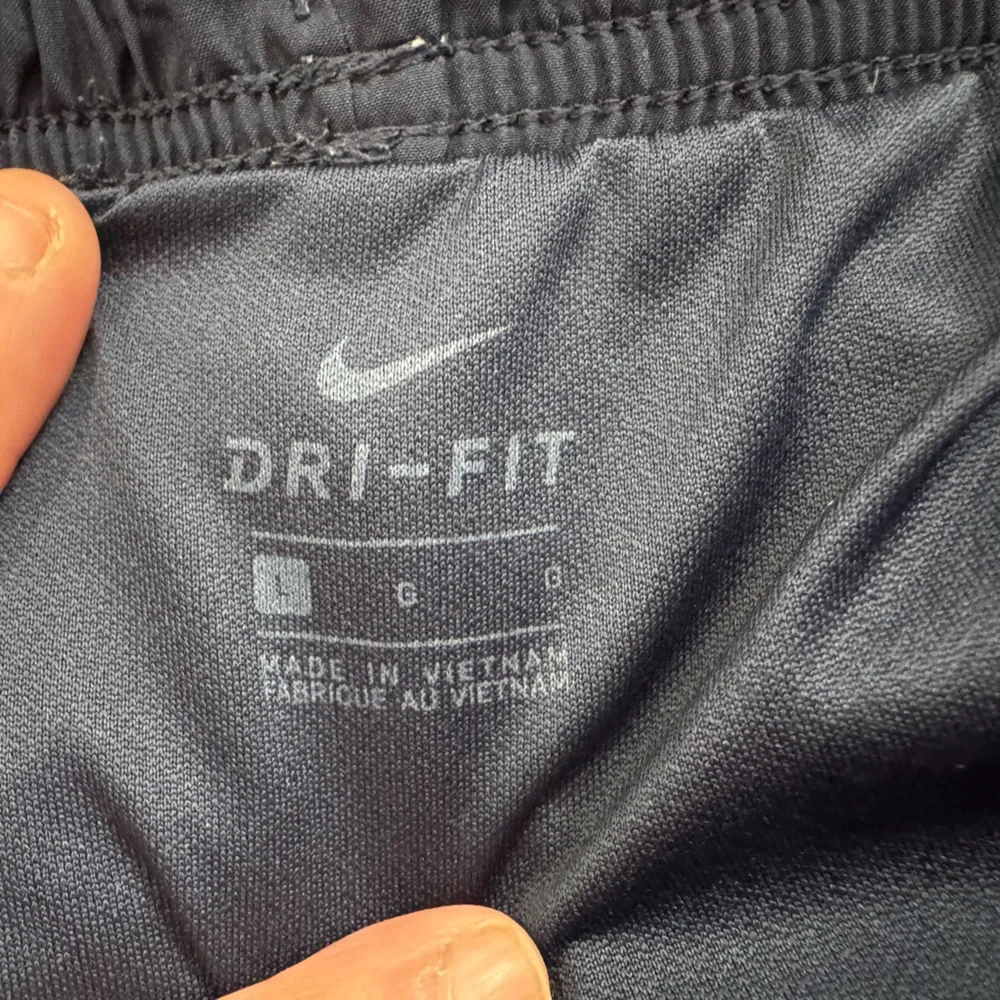 DRI-FIT
L G G
MADE IN VIETNAM
FABRIQUE AU VIETNAM